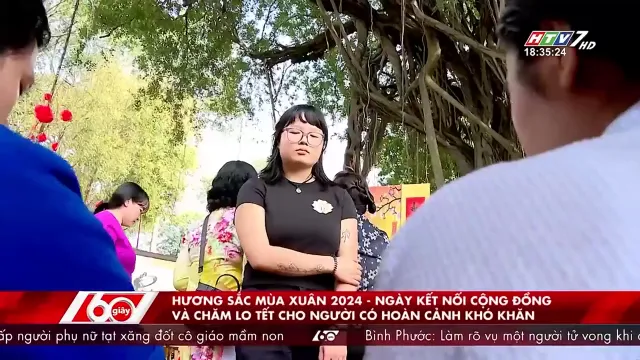 HTV7 HD
18:35:24
60 giây
HƯƠNG SẮC MÙA XUÂN 2024 - NGÀY KẾT NỐI CỘNG ĐỒNG
VÀ CHĂM LO TẾT CHO NGƯỜI CÓ HOÀN CẢNH KHÓ KHĂN
ấp người phụ nữ tạt xăng đốt cô giáo mầm non
Bình Phước: Làm rõ vụ một người tử vong khi đ